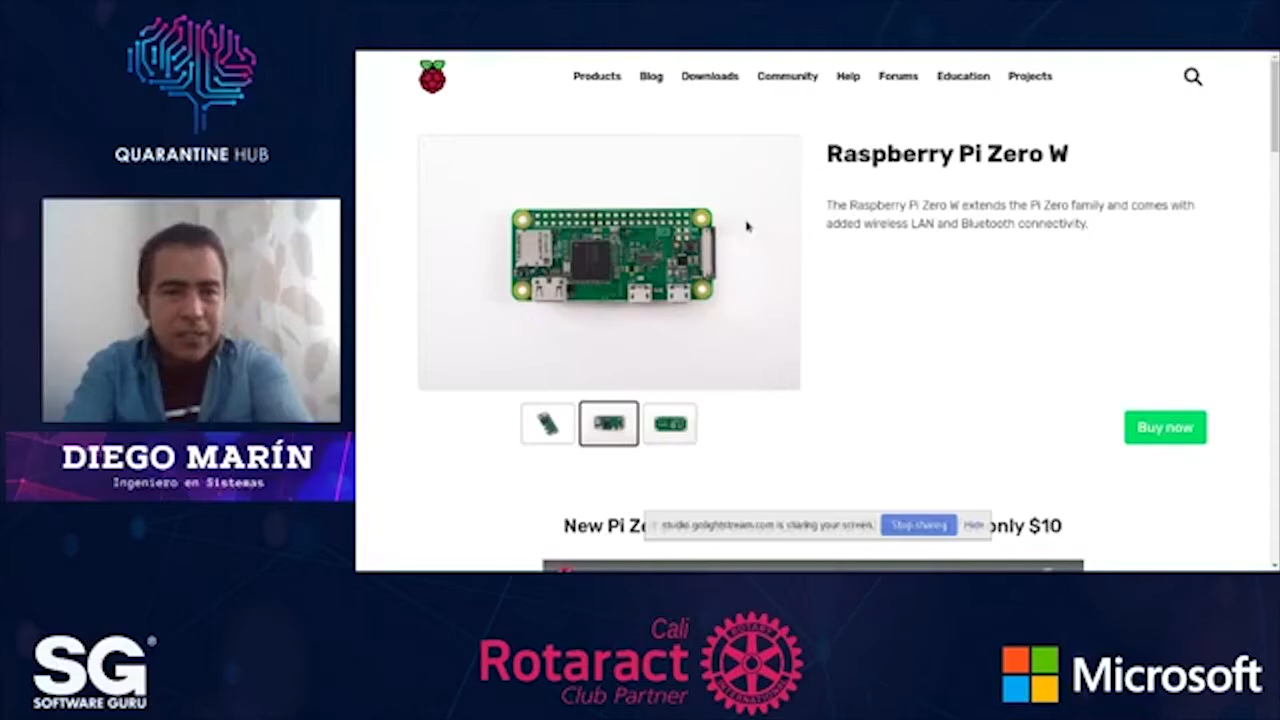 QUARANTINE HUB
DIEGO MARÍN
Ingeniero en Sistemas
Products Blog Downloads Community Help Forums Education Projects
Raspberry Pi Zero W
The Raspberry Pi Zero W extends the Pi Zero family and comes with
added wireless LAN and Bluetooth connectivity.
Buy now
New Pi Ze
only $10
studio.golightstream.com is sharing your screen.
Stop sharing
Hide
SG®
SOFTWARE GURU
Cali
Rotaract
Club Partner
ROTARY
INTERNATIONAL
Microsoft